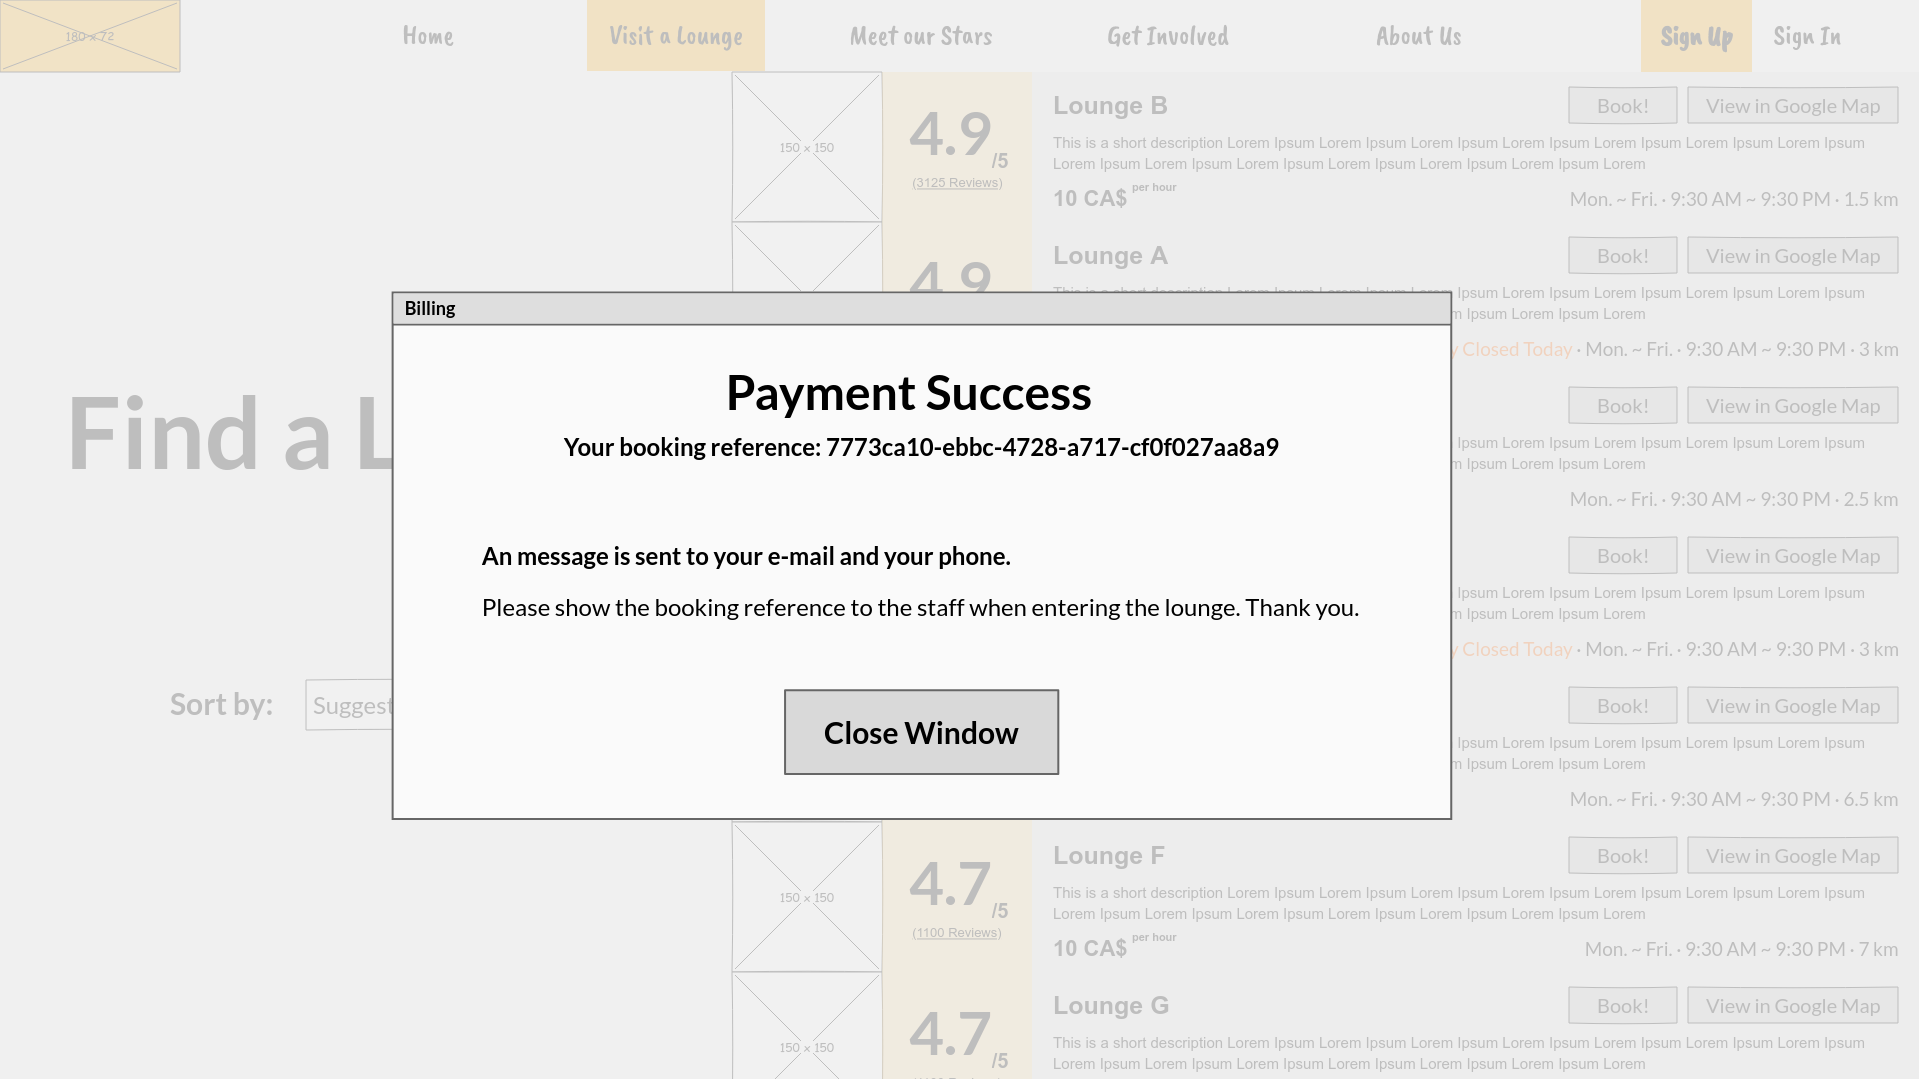 180 x 72
Home
Visit a Lounge
Meet our Stars
Get Involved
About Us
Sign Up
Sign In
150 x 150
4.9
/5
(3125 Reviews)
Lounge B
Book!
View in Google Map
This is a short description Lorem Ipsum Lorem Ipsum Lorem Ipsum Lorem Ipsum Lorem Ipsum Lorem Ipsum Lorem Ipsum
Lorem Ipsum Lorem Ipsum Lorem Ipsum Lorem Ipsum Lorem Ipsum Lorem Ipsum Lorem
10 CA$ per hour
Mon. ~ Fri. · 9:30 AM ~ 9:30 PM · 1.5 km
4.9
Lounge A
Book!
View in Google Map
Ipsum Lorem Ipsum Lorem Ipsum Lorem Ipsum Lorem Ipsum
Ipsum Lorem Ipsum Lorem
Closed Today · Mon. ~ Fri. · 9:30 AM ~ 9:30 PM · 3 km
Billing
Payment Success
Your booking reference: 7773ca10-ebbc-4728-a717-cf0f027aa8a9
An message is sent to your e-mail and your phone.
Please show the booking reference to the staff when entering the lounge. Thank you.
Close Window
Find a L
Sort by:
Suggest
Book!
View in Google Map
Ipsum Lorem Ipsum Lorem Ipsum Lorem Ipsum Lorem Ipsum
Ipsum Lorem Ipsum Lorem
Mon. ~ Fri. · 9:30 AM ~ 9:30 PM · 2.5 km
Book!
View in Google Map
Ipsum Lorem Ipsum Lorem Ipsum Lorem Ipsum Lorem Ipsum
Ipsum Lorem Ipsum Lorem
Closed Today · Mon. ~ Fri. · 9:30 AM ~ 9:30 PM · 3 km
Book!
View in Google Map
Ipsum Lorem Ipsum Lorem Ipsum Lorem Ipsum Lorem Ipsum
Ipsum Lorem Ipsum Lorem
Mon. ~ Fri. · 9:30 AM ~ 9:30 PM · 6.5 km
150 x 150
4.7
/5
(1100 Reviews)
Lounge F
Book!
View in Google Map
This is a short description Lorem Ipsum Lorem Ipsum Lorem Ipsum Lorem Ipsum Lorem Ipsum Lorem Ipsum Lorem Ipsum
Lorem Ipsum Lorem Ipsum Lorem Ipsum Lorem Ipsum Lorem Ipsum Lorem Ipsum Lorem
10 CA$ per hour
Mon. ~ Fri. · 9:30 AM ~ 9:30 PM · 7 km
150 x 150
4.7
/5
Lounge G
Book!
View in Google Map
This is a short description Lorem Ipsum Lorem Ipsum Lorem Ipsum Lorem Ipsum Lorem Ipsum Lorem Ipsum Lorem Ipsum
Lorem Ipsum Lorem Ipsum Lorem Ipsum Lorem Ipsum Lorem Ipsum Lorem Ipsum Lorem